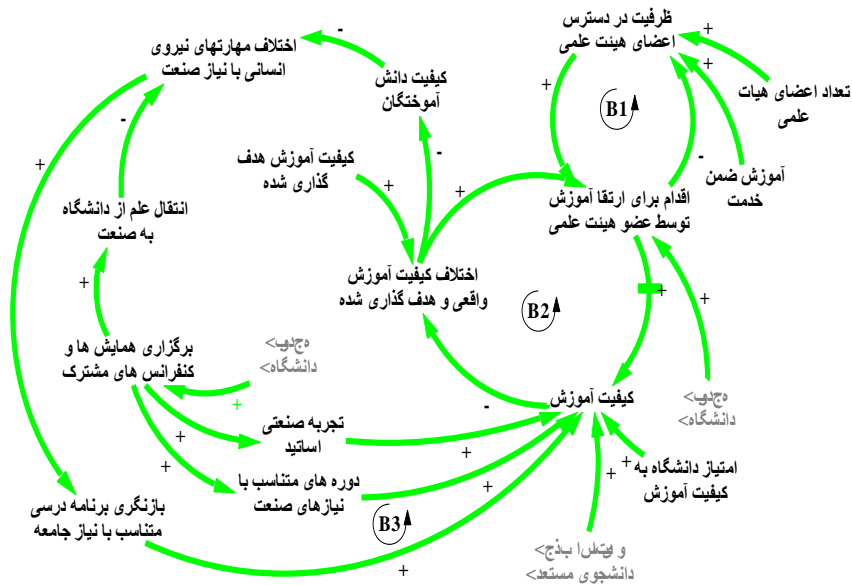 ظرفیت در دسترس
اعضای هیئت علمی
اختلاف مهارتهای نیروی
انسانی با نیاز صنعت
کیفیت دانش
آموختگان
تعداد اعضای هیات
علمی
B1
کیفیت آموزش هدف
گذاری شده
آموزش ضمن
خدمت
اقدام برای ارتقا آموزش
توسط عضو هیئت علمی
انتقال علم از دانشگاه
به صنعت
اختلاف کیفیت آموزش
واقعی و هدف گذاری شده
B2
برگزاری همایش ها و
کنفرانس های مشترک
دانشگاه>
کیفیت آموزش
دانشگاه>
تجربه صنعتی
اساتید
امتیاز دانشگاه به
کیفیت آموزش
دوره های متناسب با
نیازهای صنعت
بازنگری برنامه درسی
متناسب با نیاز جامعه
B3
دانشجوی مستعد>